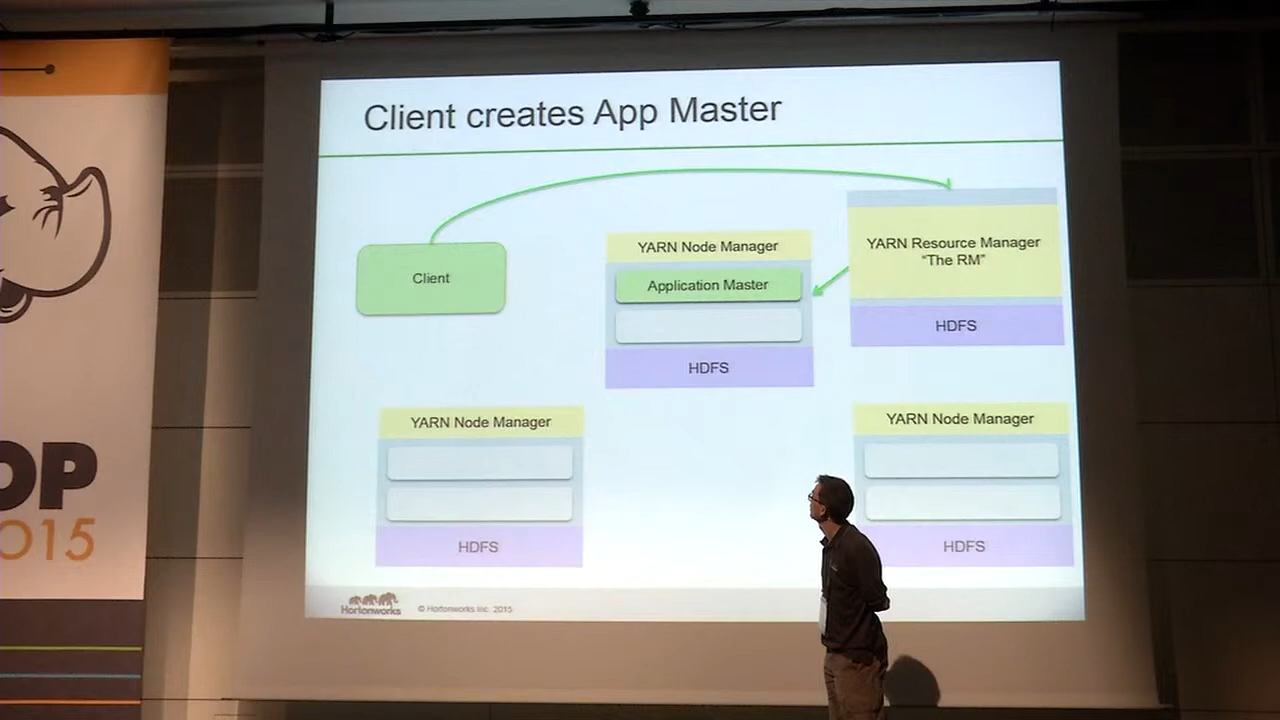 Client creates App Master
Client
YARN Node Manager
Application Master
HDFS
YARN Resource Manager
“The RM”
HDFS
YARN Node Manager
HDFS
YARN Node Manager
HDFS
Hortonworks
© Hortonworks Inc. 2015
OP
2015